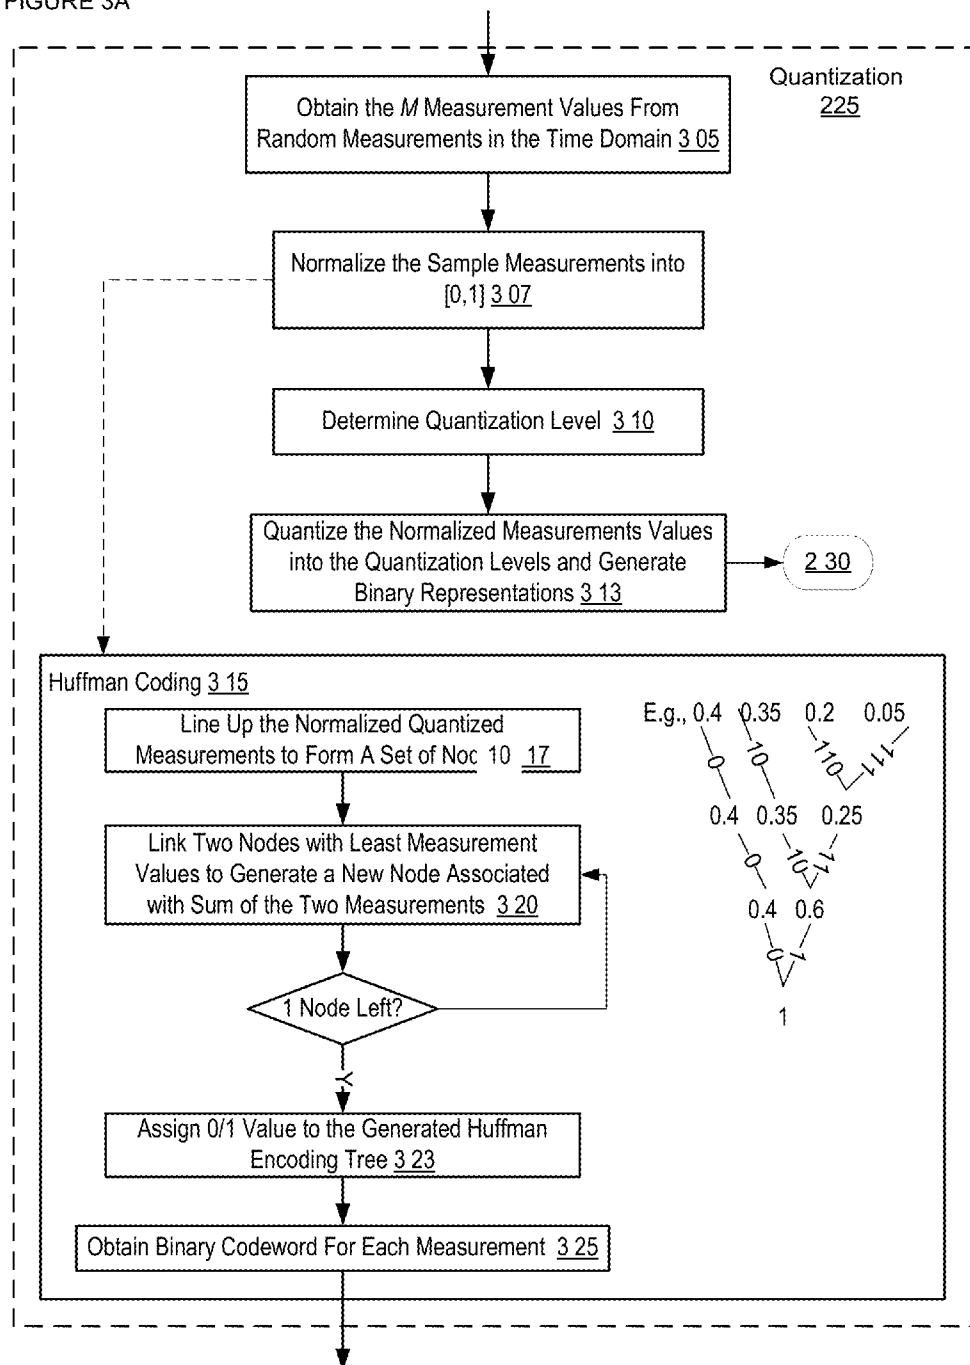 FIGURE 3A
Quantization
225
Obtain the M Measurement Values From
Random Measurements in the Time Domain 3 05
Normalize the Sample Measurements into
[0,1] 3 07
Determine Quantization Level 3 10
Quantize the Normalized Measurements Values
into the Quantization Levels and Generate
Binary Representations 3 13
2 30
Huffman Coding 3 15
Line Up the Normalized Quantized
Measurements to Form A Set of Noc 10 17
Link Two Nodes with Least Measurement
Values to Generate a New Node Associated
with Sum of the Two Measurements 3 20
1 Node Left?
Y
Assign 0/1 Value to the Generated Huffman
Encoding Tree 3 23
Obtain Binary Codeword For Each Measurement 3 25
E.g., 0.4 0.35 0.2 0.05
0 10 110 111
0.4 0.35 0.25
0 10 11
0.4 0.6
0 1
1